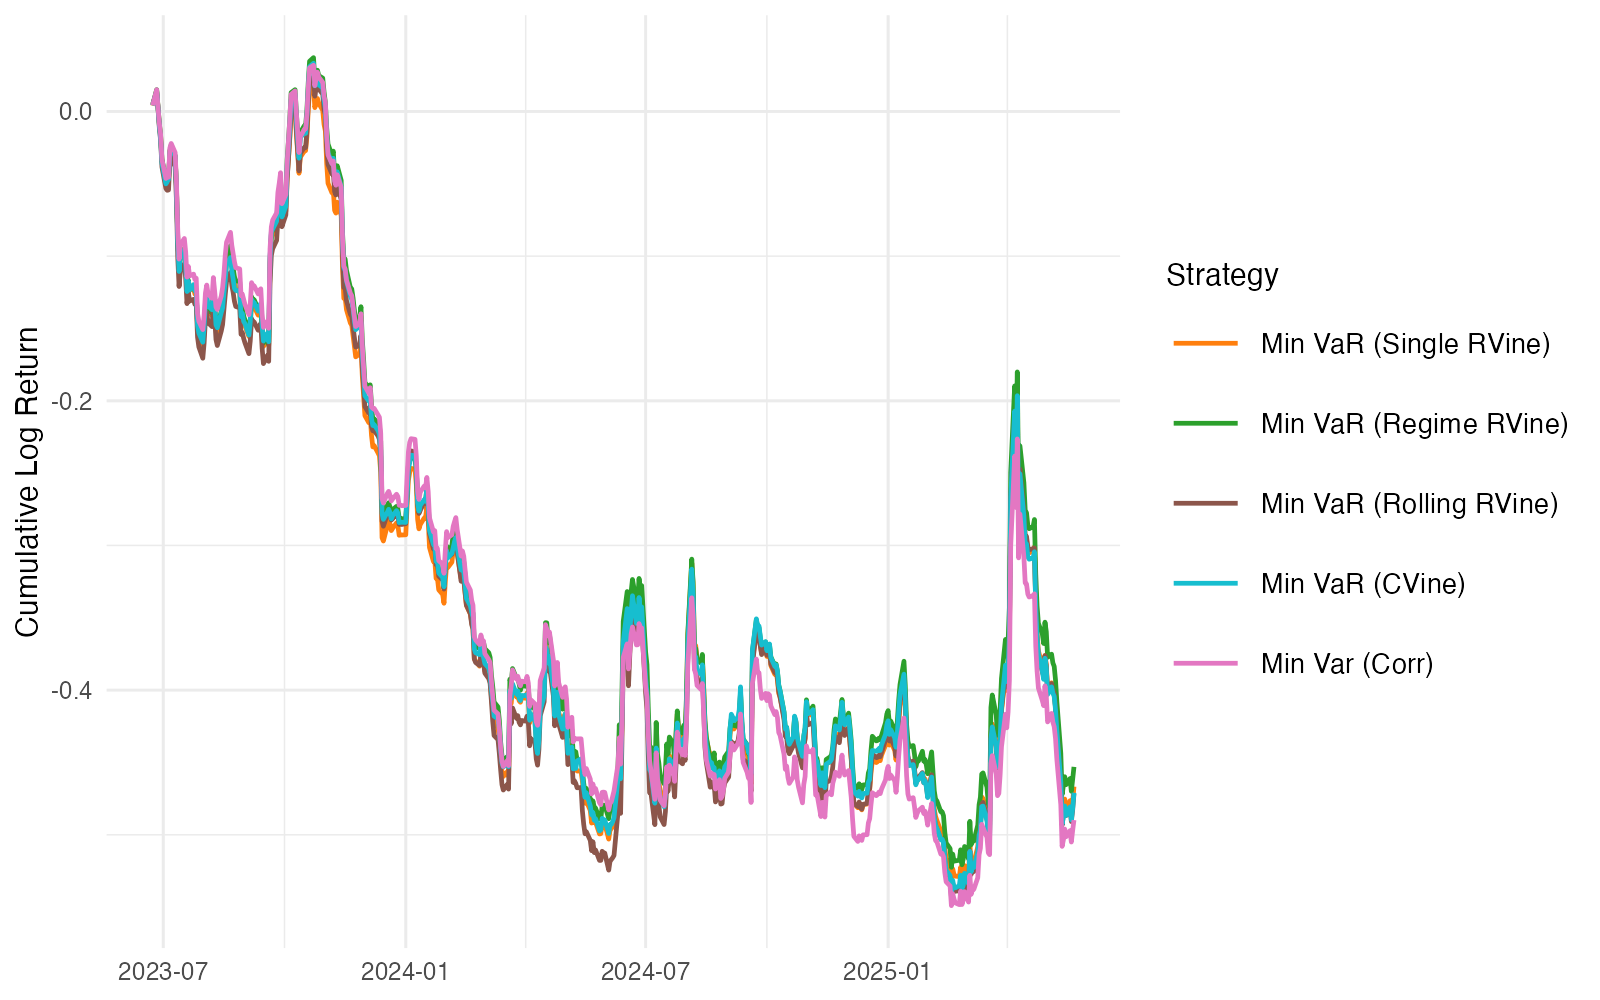 Cumulative Log Return
0.0
-0.2
-0.4
2023-07
2024-01
2024-07
2025-01
Strategy
Min VaR (Single RVine)
Min VaR (Regime RVine)
Min VaR (Rolling RVine)
Min VaR (CVine)
Min Var (Corr)